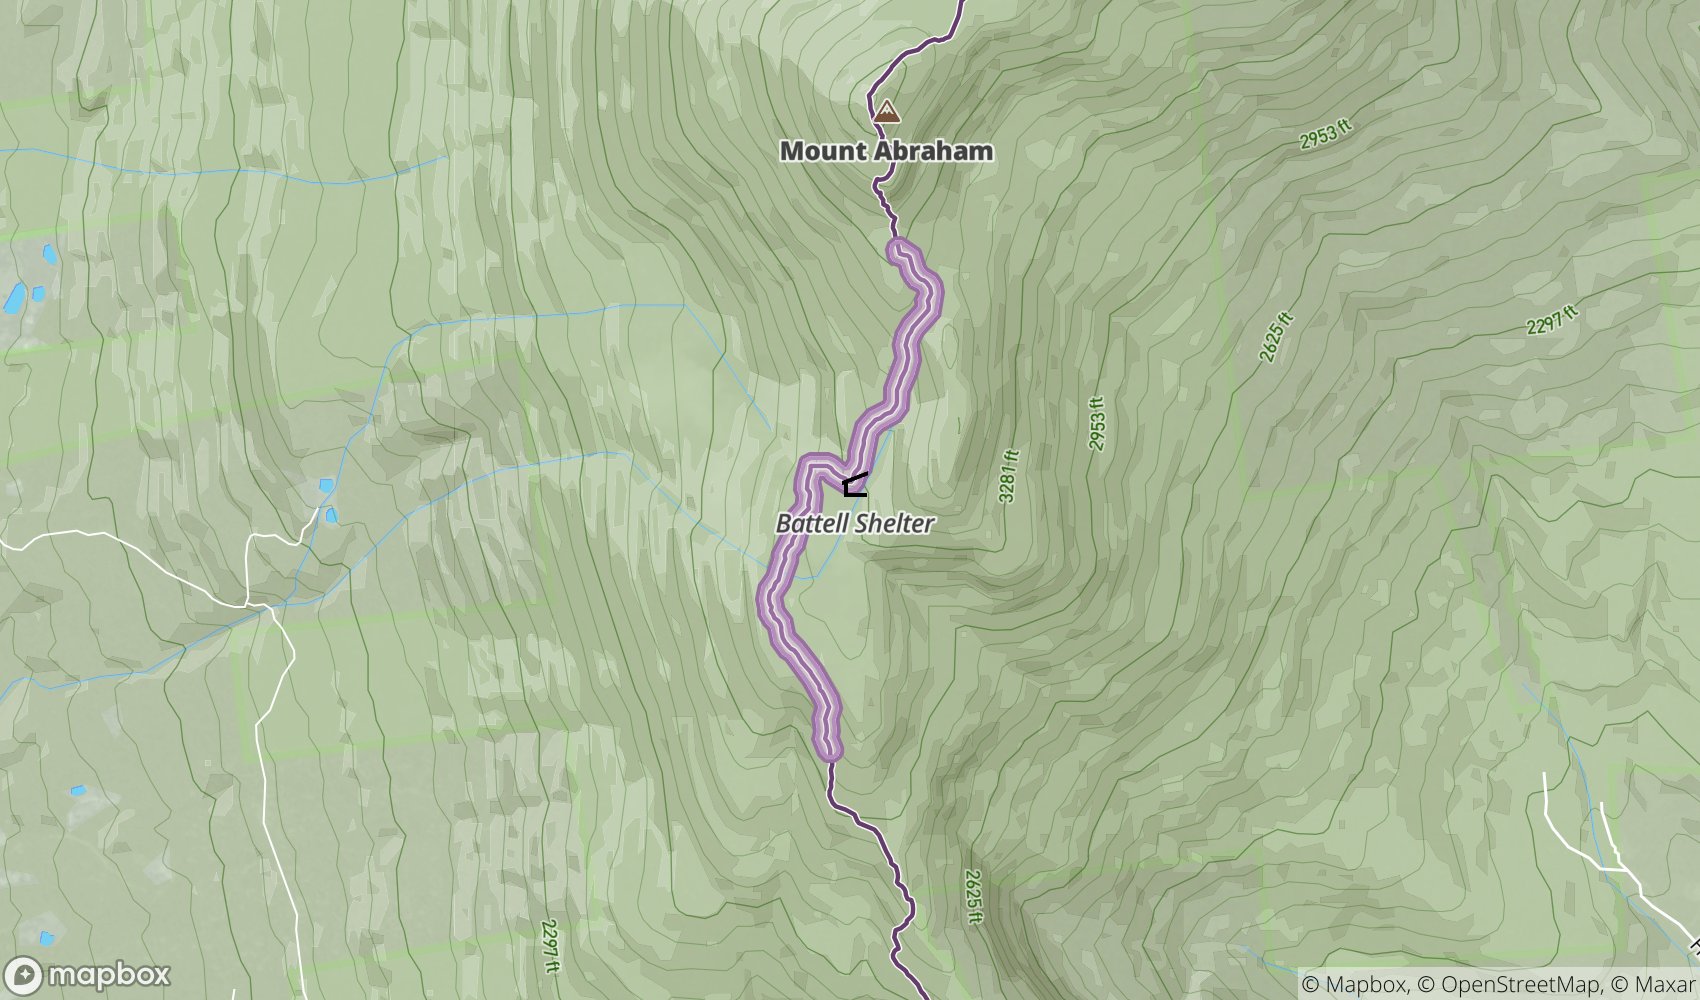 2953 ft
Mount Abraham
2297 ft
2625 ft
2953 ft
3281 ft
Battell Shelter
2625 ft
2297 ft
mapbox
© Mapbox, © OpenStreetMap, © Maxar